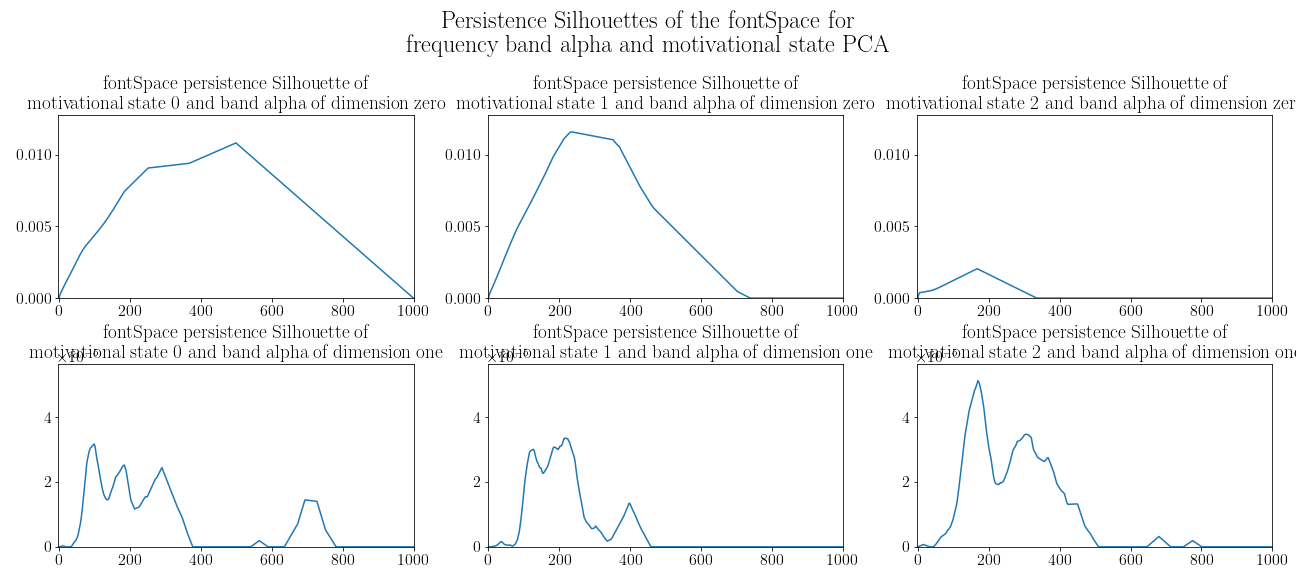 Persistence Silhouettes of the fontSpace for
frequency band alpha and motivational state PCA
fontSpace persistence Silhouette of
motivational state 0 and band alpha of dimension zero
0.010
0.005
0.000
0 200 400 600 800 1000
fontSpace persistence Silhouette of
motivational state 1 and band alpha of dimension zero
0.010
0.005
0.000
0 200 400 600 800 1000
fontSpace persistence Silhouette of
motivational state 2 and band alpha of dimension zer
0.010
0.005
0.000
0 200 400 600 800 1000
fontSpace persistence Silhouette of
motivational state 0 and band alpha of dimension one
4
2
0
0 200 400 600 800 1000
fontSpace persistence Silhouette of
motivational state 1 and band alpha of dimension one
4
2
0
0 200 400 600 800 1000
fontSpace persistence Silhouette of
motivational state 2 and band alpha of dimension one
4
2
0
0 200 400 600 800 1000